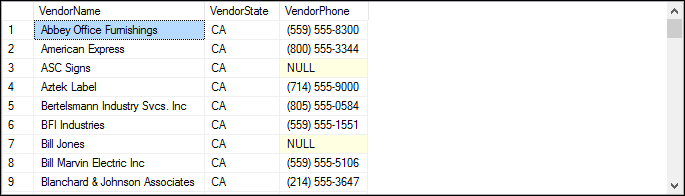 VendorName VendorState VendorPhone
1 Abbey Office Furnishings CA (559) 555-8300
2 American Express CA (800) 555-3344
3 ASC Signs CA NULL
4 Aztek Label CA (714) 555-9000
5 Bertelsmann Industry Svcs. Inc CA (805) 555-0584
6 BFI Industries CA (559) 555-1551
7 Bill Jones CA NULL
8 Bill Marvin Electric Inc CA (559) 555-5106
9 Blanchard & Johnson Associates CA (214) 555-3647